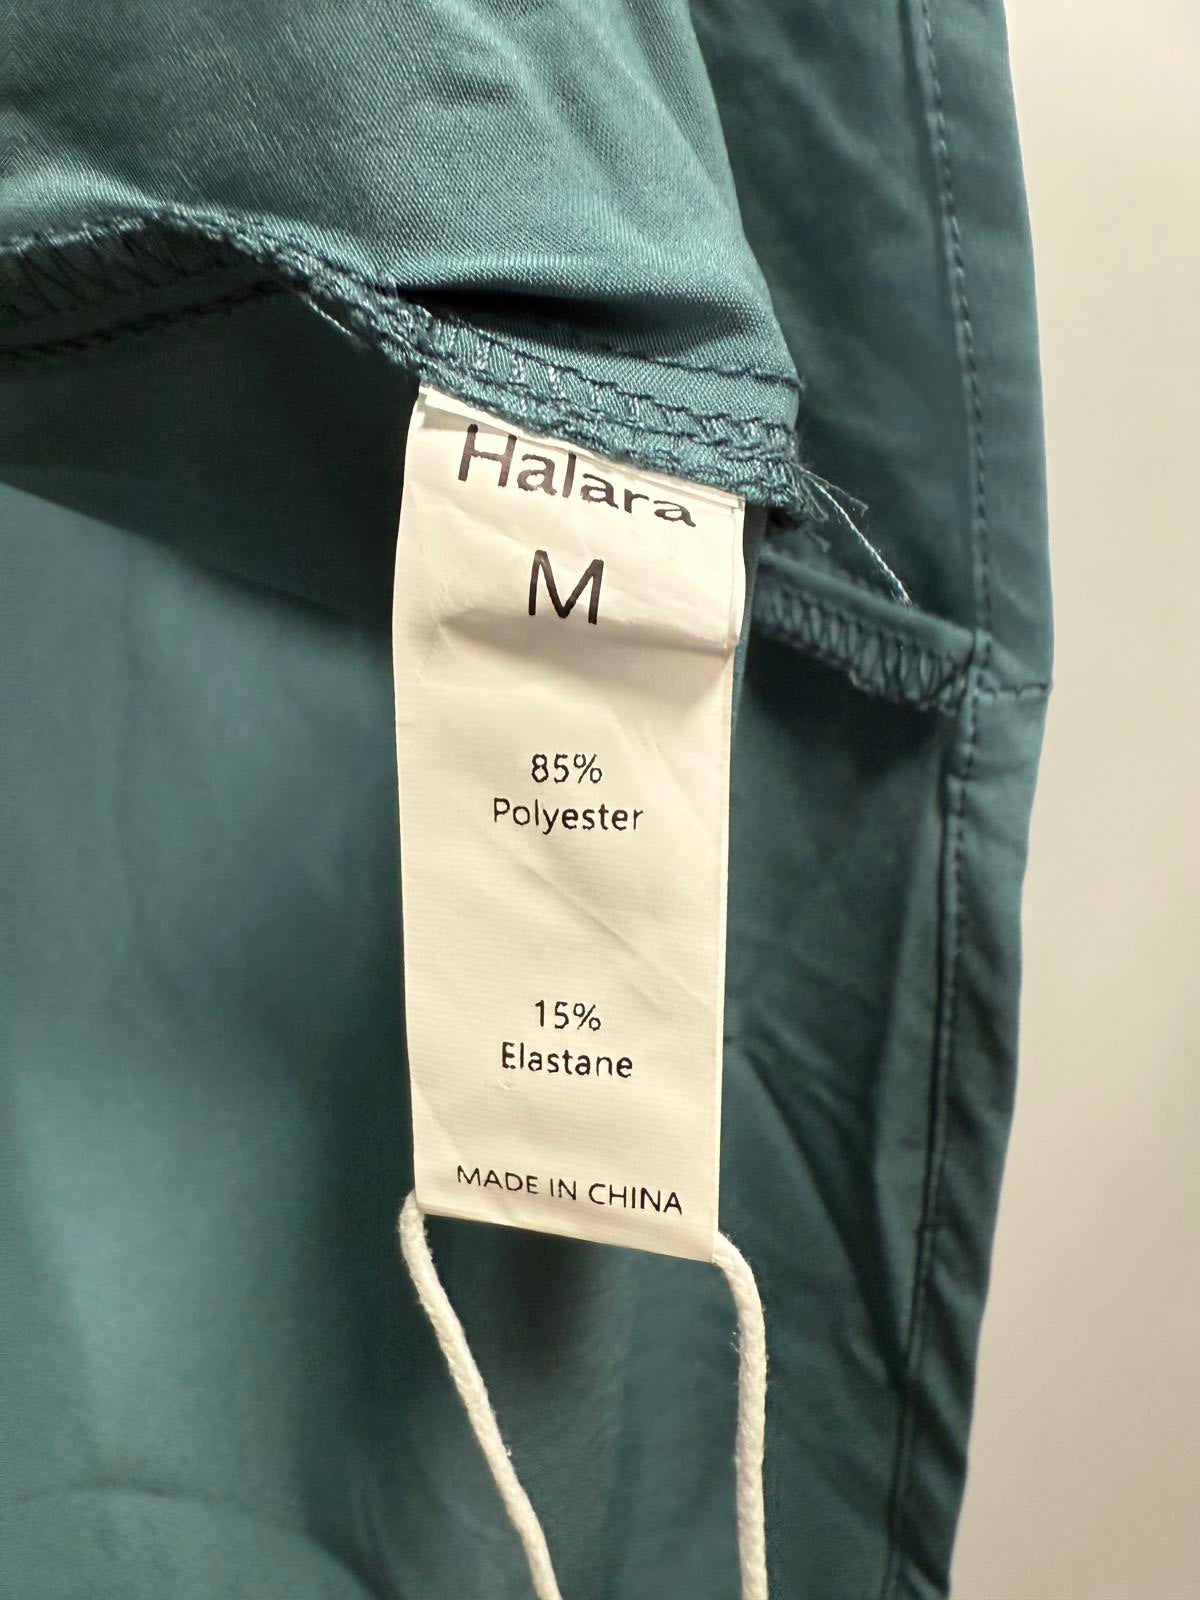 Halara
M
85%
Polyester
15%
Elastane
MADE IN CHINA